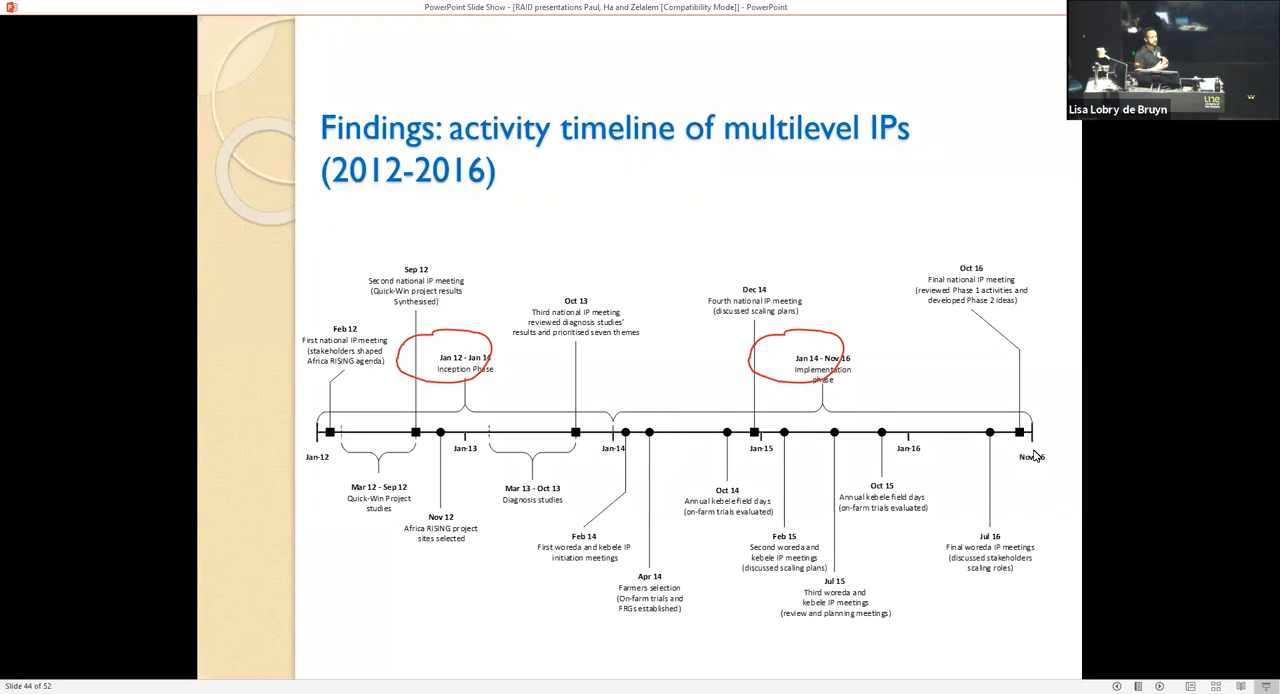 PowerPoint Slide Show - [RAID presentations Paul, Ha and Zelalem [Compatibility Mode]] - PowerPoint
une
Lisa Lobry de Bruyn
Findings: activity timeline of multilevel IPs
(2012-2016)
Sep 12
Second national IP meeting
(Quick-Win project results
Synthesised)
Feb 12
First national IP meeting
(stakeholders shaped
Africa RISING agenda)
Jan 12 - Jan 14
Inception Phase
Oct 13
Third national IP meeting
reviewed diagnosis studies'
results and prioritised seven themes
Dec 14
Fourth national IP meeting
(discussed scaling plans)
Jan 14 - Nov 16
Implementation
phase
Oct 16
Final national IP meeting
(reviewed Phase 1 activities and
developed Phase 2 ideas)
Jan-12
Jan-13
Jan-14
Jan-15
Jan-16
Mar 12 - Sep 12
Quick-Win Project
studies
Nov 12
Africa RISING project
sites selected
Mar 13 - Oct 13
Diagnosis studies
Feb 14
First woreda and kebele IP
initiation meetings
Apr 14
Farmers selection
(On-farm trials and
FRGs established)
Oct 14
Annual kebele field days
(on-farm trials evaluated)
Feb 15
Second woreda and
kebele IP meetings
(discussed scaling plans)
Jul 15
Third woreda and
kebele IP meetings
(review and planning meetings)
Oct 15
Annual kebele field days
(on-farm trials evaluated)
Jul 16
Final woreda IP meetings
(discussed stakeholders
scaling roles)
Slide 44 of 52